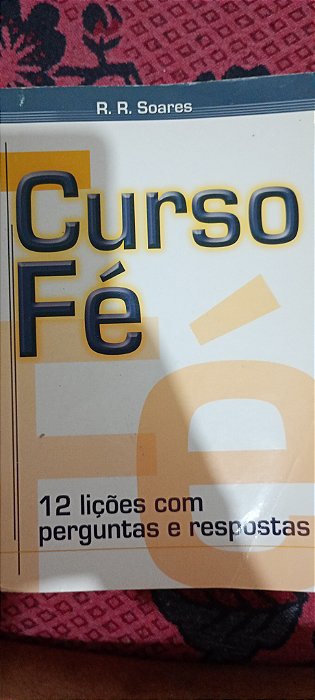 R. R. Soares
Curso
Fé
12 lições com
perguntas e respostas